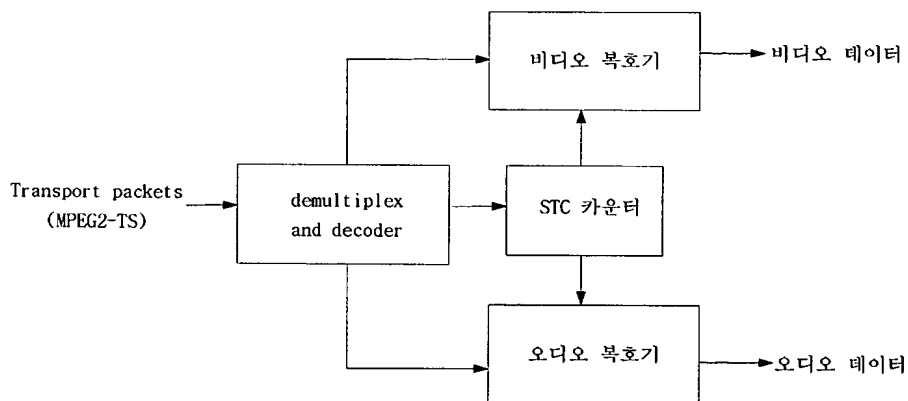 비디오 복호기
비디오 데이터
Transport packets
(MPEG2-TS)
demultiplex
and decoder
STC 카운터
오디오 복호기
오디오 데이터